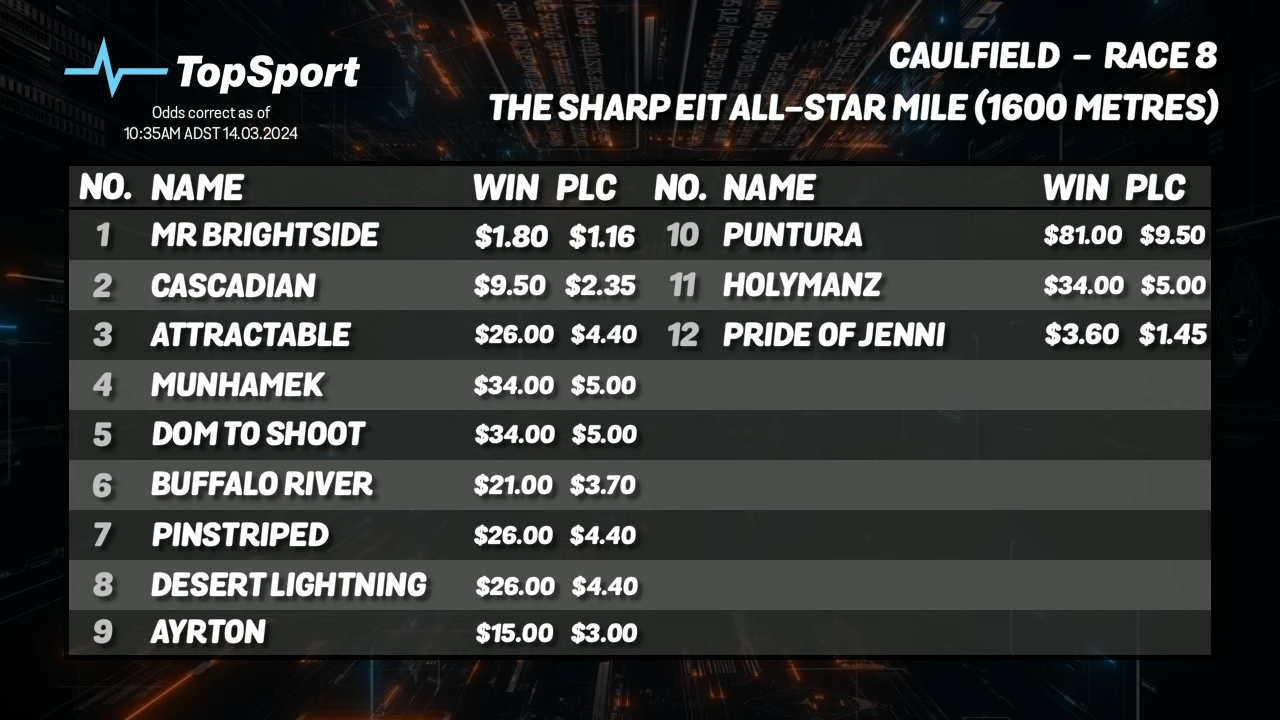 TopSport
Odds correct as of
10:35AM ADST 14.03.2024
CAULFIELD – RACE 8
THE SHARP EIT ALL–STAR MILE (1600 METRES)
NO. NAME WIN PLC NO. NAME WIN PLC
1 MR BRIGHTSIDE $1.80 $1.16 10 PUNTURA $81.00 $9.50
2 CASCADIAN $9.50 $2.35 11 HOLYMANZ $34.00 $5.00
3 ATTRACTABLE $26.00 $4.40 12 PRIDE OF JENNI $3.60 $1.45
4 MUNHAMEK $34.00 $5.00
5 DOM TO SHOOT $34.00 $5.00
6 BUFFALO RIVER $21.00 $3.70
7 PINSTRIPED $26.00 $4.40
8 DESERT LIGHTNING $26.00 $4.40
9 AYRTON $15.00 $3.00